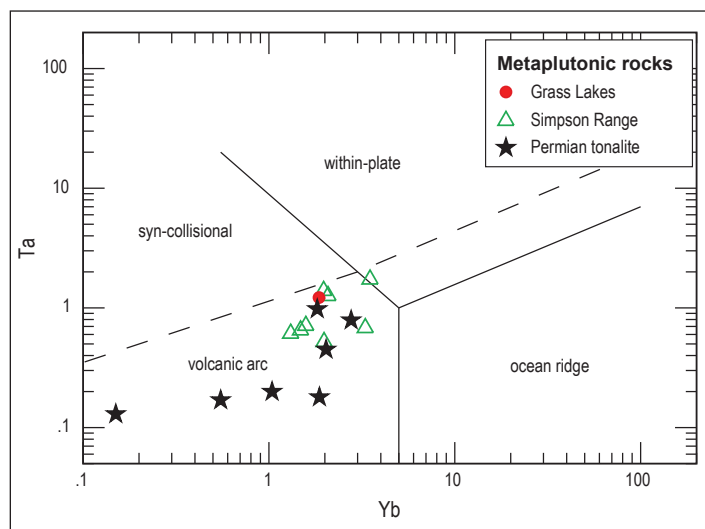 Metaplutonic rocks
Grass Lakes
Simpson Range
Permian tonalite
100
10
1
.1
Ta
within-plate
syn-collisional
volcanic arc
ocean ridge
.1
1
10
100
Yb